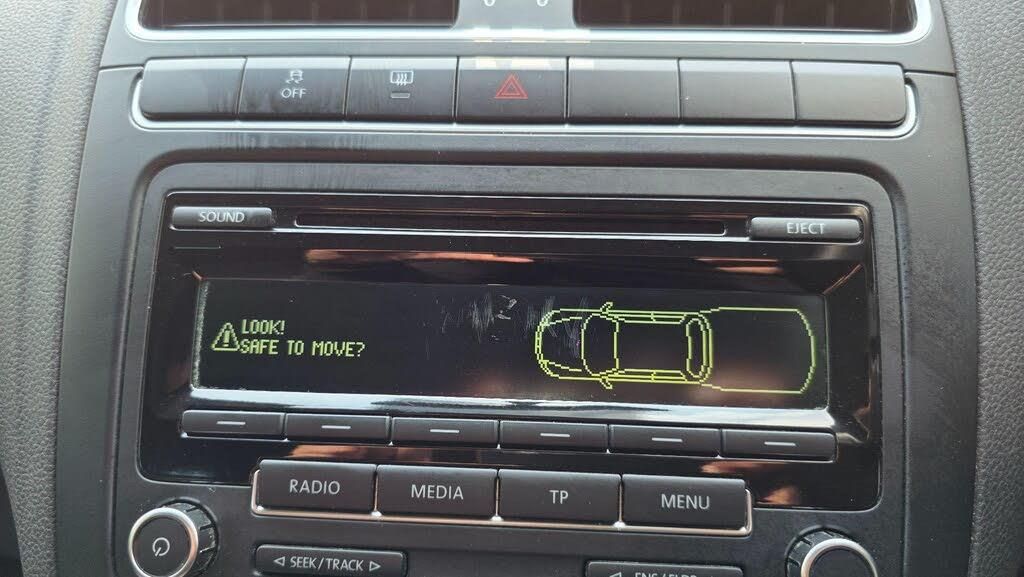 OFF
SOUND
EJECT
LOOK!
SAFE TO MOVE?
RADIO
MEDIA
TP
MENU
SEEK/TRACK